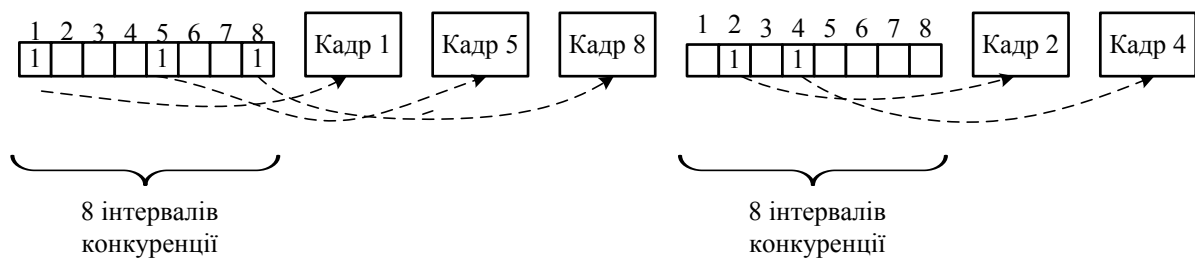 1 2 3 4 5 6 7 8
1 1 1
Кадр 1 Кадр 5 Кадр 8
8 інтервалів
конкуренції
1 2 3 4 5 6 7 8
1 1
Кадр 2 Кадр 4
8 інтервалів
конкуренції